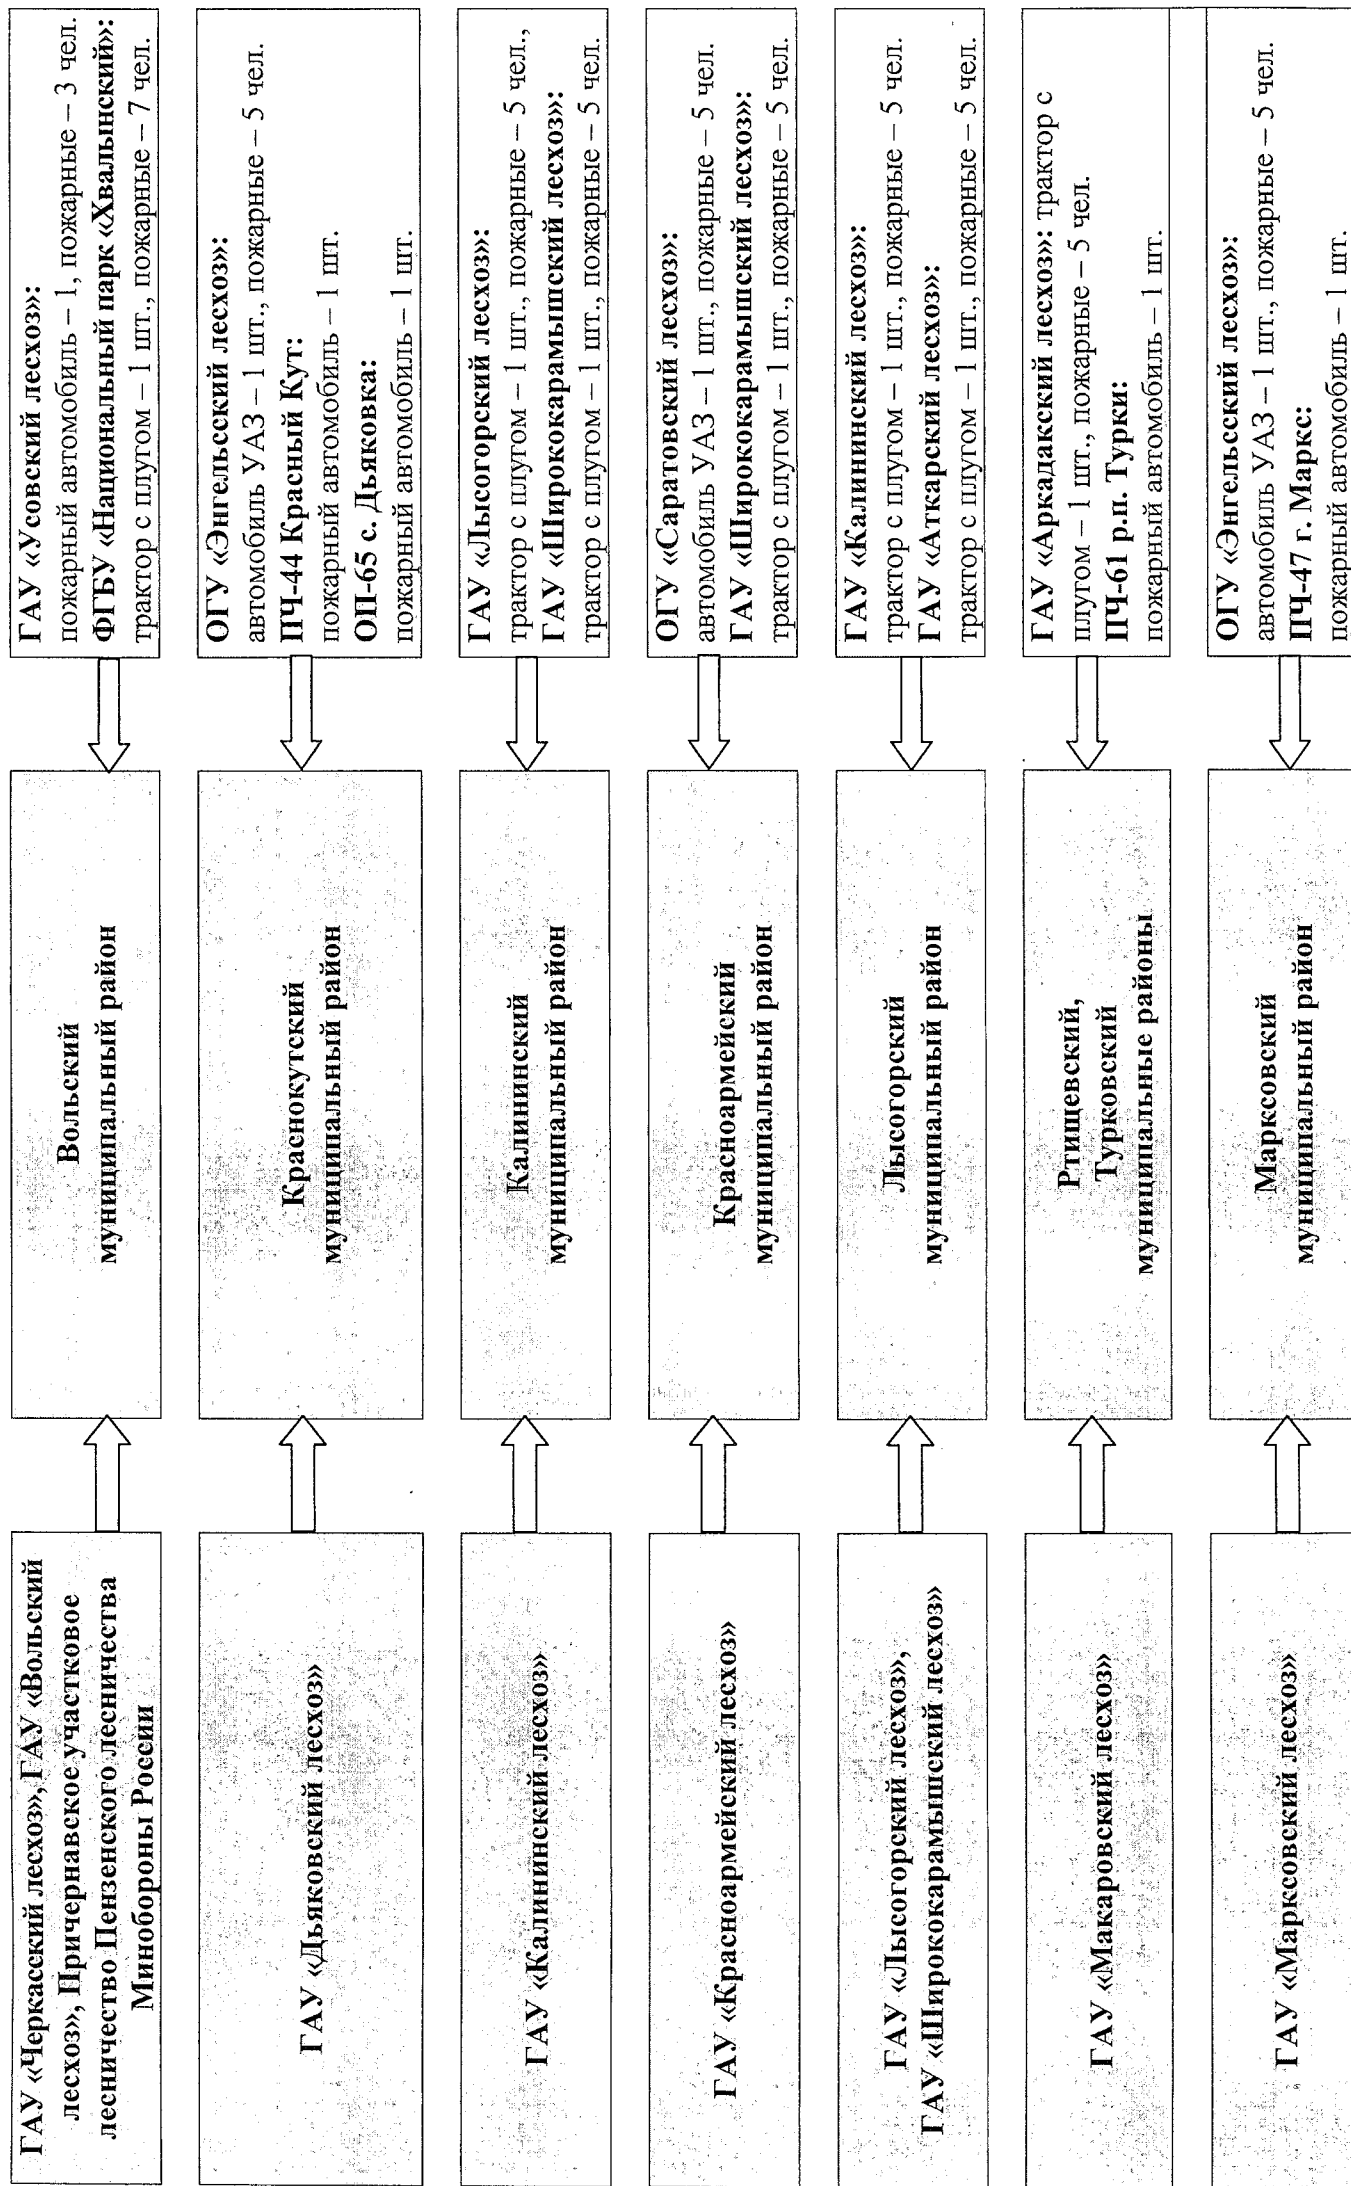 ГАУ «Черкасский лесхоз», ГАУ «Вольский
лесхоз», Причернавское участковое
лесничество Пензенского лесничества
Минобороны России
Вольский
муниципальный район
ГАУ «Усовский лесхоз»:
пожарный автомобиль – 1, пожарные – 3 чел.
ФГБУ «Национальный парк «Хвалынский»:
трактор с плугом – 1 шт., пожарные – 7 чел.
ГАУ «Дьяковский лесхоз»
Краснокутский
муниципальный район
ОГУ «Энгельсский лесхоз»:
автомобиль УАЗ – 1 шт., пожарные – 5 чел.
ПЧ-44 Красный Кут:
пожарный автомобиль – 1 шт.
ОП-65 с. Дьяковка:
пожарный автомобиль – 1 шт.
ГАУ «Калининский лесхоз»
Калининский
муниципальный район
ГАУ «Лысогорский лесхоз»:
трактор с плугом – 1 шт., пожарные – 5 чел.,
ГАУ «Ширококарамышский лесхоз»:
трактор с плугом – 1 шт., пожарные – 5 чел.
ГАУ «Красноармейский лесхоз»
Красноармейский
муниципальный район
ОГУ «Саратовский лесхоз»:
автомобиль УАЗ – 1 шт., пожарные – 5 чел.
ГАУ «Ширококарамышский лесхоз»:
трактор с плугом – 1 шт., пожарные – 5 чел.
ГАУ «Лысогорский лесхоз»,
ГАУ «Ширококарамышский лесхоз»
Лысогорский
муниципальный район
ГАУ «Калининский лесхоз»:
трактор с плугом – 1 шт., пожарные – 5 чел.
ГАУ «Аткарский лесхоз»:
трактор с плугом – 1 шт., пожарные – 5 чел.
ГАУ «Макаровский лесхоз»
Ртищевский,
Турковский
муниципальные районы
ГАУ «Аркадакский лесхоз»: трактор с
плугом – 1 шт., пожарные – 5 чел.
ПЧ-61 р.п. Турки:
пожарный автомобиль – 1 шт.
ГАУ «Марксовский лесхоз»
Марксовский
муниципальный район
ОГУ «Энгельсский лесхоз»:
автомобиль УАЗ – 1 шт., пожарные – 5 чел.
ПЧ-47 г. Маркс:
пожарный автомобиль – 1 шт.